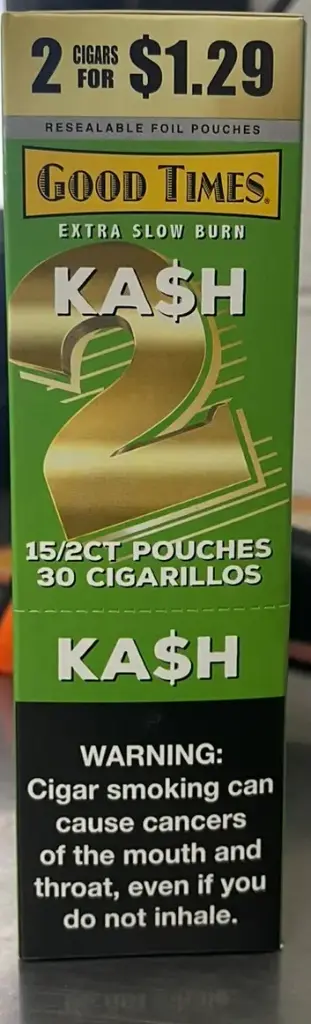 2 CIGARS FOR $1.29
RESEALABLE FOIL POUCHES
GOOD TIMES®
EXTRA SLOW BURN
KA$H
2
15/2CT POUCHES
30 CIGARILLOS
KA$H
WARNING:
Cigar smoking can
cause cancers
of the mouth and
throat, even if you
do not inhale.